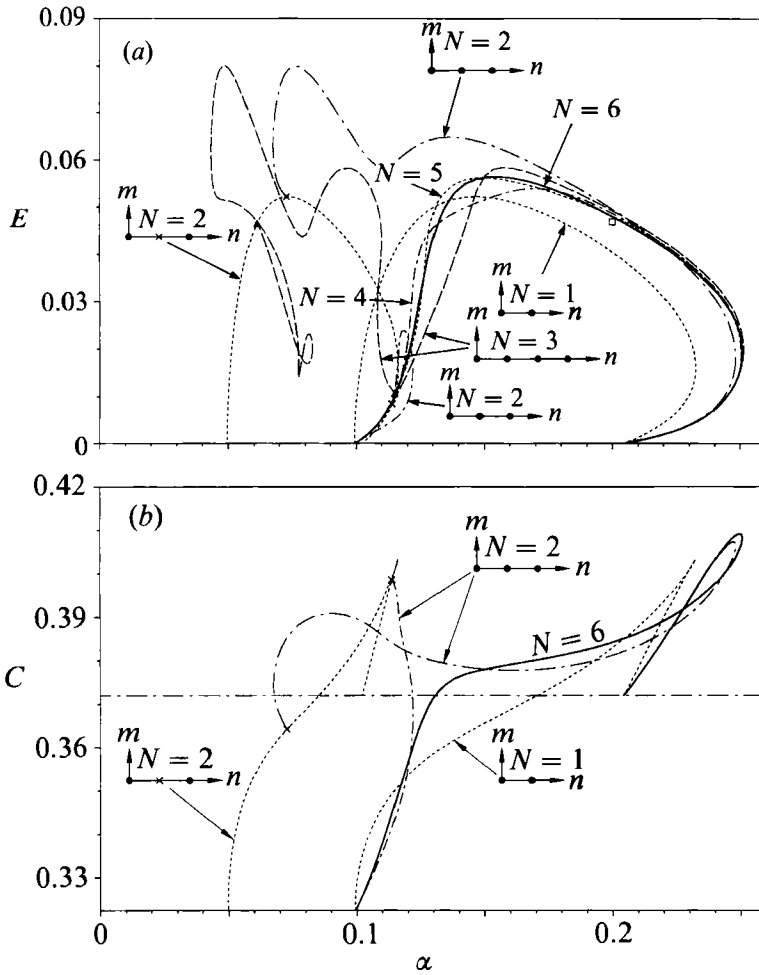 0.09
(a)
m
N = 2
n
N = 6
0.06
N = 5
m
N = 2
n
E
N = 4
m
N = 1
n
0.03
m
N = 3
n
m
N = 2
n
0
0.42
(b)
m
N = 2
n
0.39
N = 6
C
m
N = 2
n
m
N = 1
n
0.36
0.33
0
0.1
0.2
α